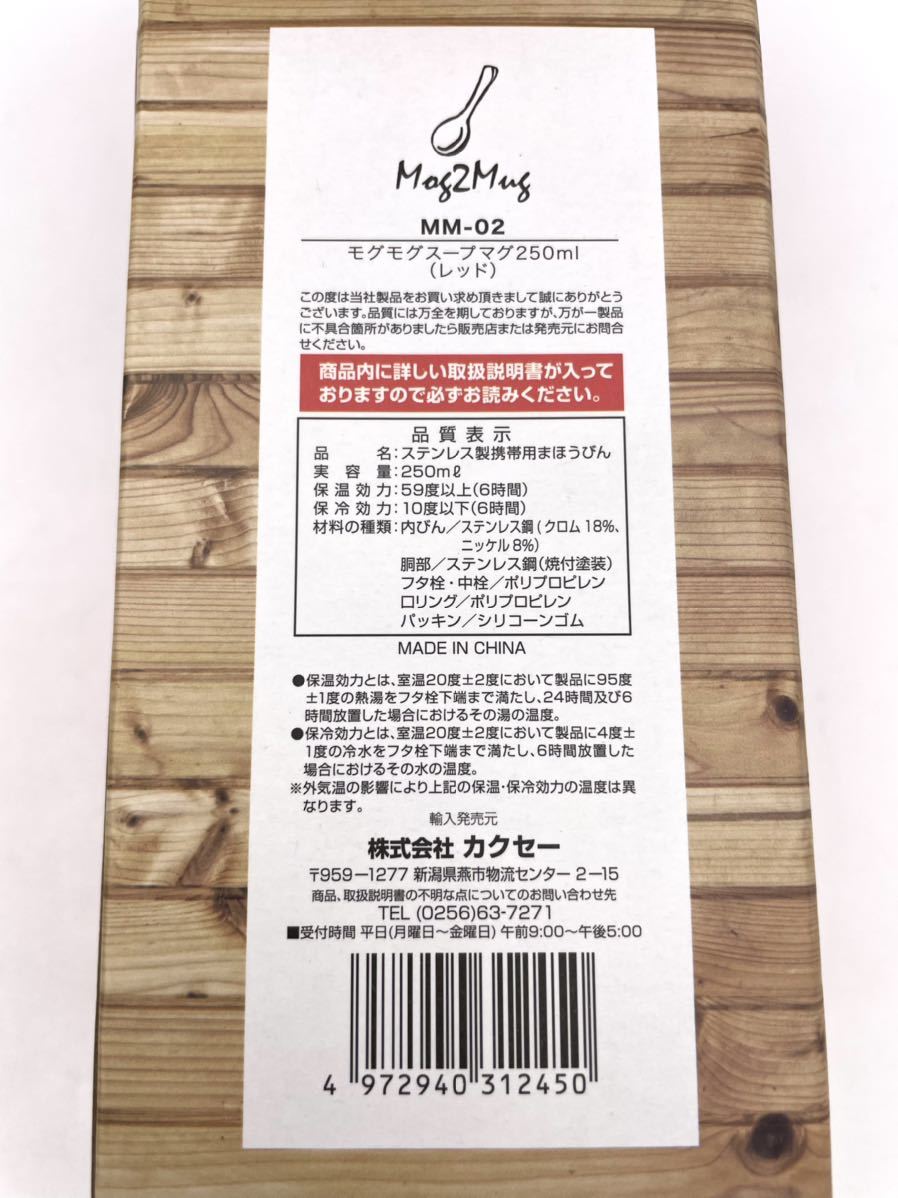 Mog2Mug
MM-02
モグモグスープマグ250ml
（レッド）
この度は当社製品をお買い求め頂きまして誠にありがとう
ございます。品質には万全を期しておりますが、万が一製品
に不具合箇所がありましたら販売店または発売元にお問合
せください。
商品内に詳しい取扱説明書が入って
おりますので必ずお読みください。
品質表示
品名：ステンレス製携帯用まほうびん
実容量：250mℓ
保温効力：59度以上(6時間)
保冷効力：10度以下(6時間)
材料の種類：内びん／ステンレス鋼(クロム18%、
ニッケル8%)
胴部／ステンレス鋼(焼付塗装)
フタ栓・中栓／ポリプロピレン
口リング／ポリプロピレン
パッキン／シリコーンゴム
MADE IN CHINA
●保温効力とは、室温20度±2度において製品に95度
±1度の熱湯をフタ栓下端まで満たし、24時間及び6
時間放置した場合におけるその湯の温度。
●保冷効力とは、室温20度±2度において製品に4度±
1度の冷水をフタ栓下端まで満たし、6時間放置した
場合におけるその水の温度。
※外気温の影響により上記の保温・保冷効力の温度は異
なります。
輸入発売元
株式会社 カクセー
〒959－1277 新潟県燕市物流センター 2－15
商品、取扱説明書の不明な点についてのお問い合わせ先
TEL (0256)63-7271
■受付時間 平日(月曜日～金曜日) 午前9:00～午後5:00
4 972940 312450